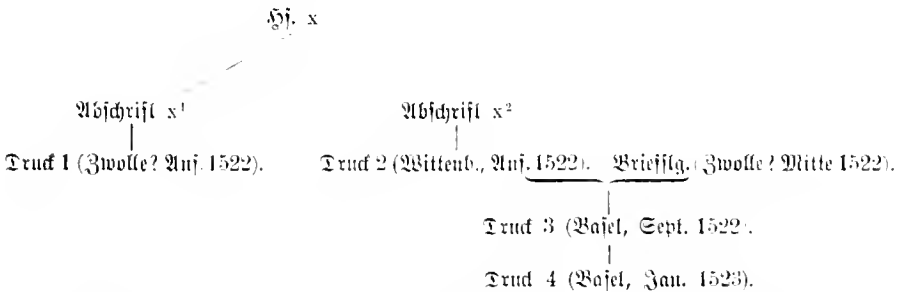 Hs. x
Abschrift x¹ Abschrift x²
Druck 1 (Zwolle? Anf. 1522). Druck 2 (Wittenb., Anf. 1522). Briefslg. (Zwolle? Mitte 1522).
Druck 3 (Basel, Sept. 1522).
Druck 4 (Basel, Jan. 1523).